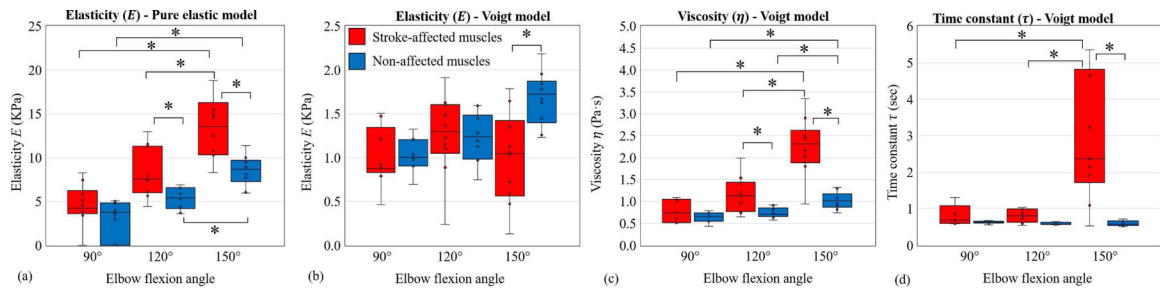 Elasticity (E) - Pure elastic model
25
20
15
10
5
0
Elasticity E (KPa)
*
*
*
*
*
*
90° 120° 150°
(a) Elbow flexion angle
Elasticity (E) - Voigt model
2.5
2.0
1.5
1.0
0.5
0.0
Elasticity E (KPa)
Stroke-affected muscles
Non-affected muscles
*
90° 120° 150°
(b) Elbow flexion angle
Viscosity (η) - Voigt model
5.0
4.5
4.0
3.5
3.0
2.5
2.0
1.5
1.0
0.5
0.0
Viscosity η (Pa·s)
*
*
*
*
*
*
90° 120° 150°
(c) Elbow flexion angle
Time constant (τ) - Voigt model
6
5
4
3
2
1
0
Time constant τ (sec)
*
*
*
90° 120° 150°
(d) Elbow flexion angle